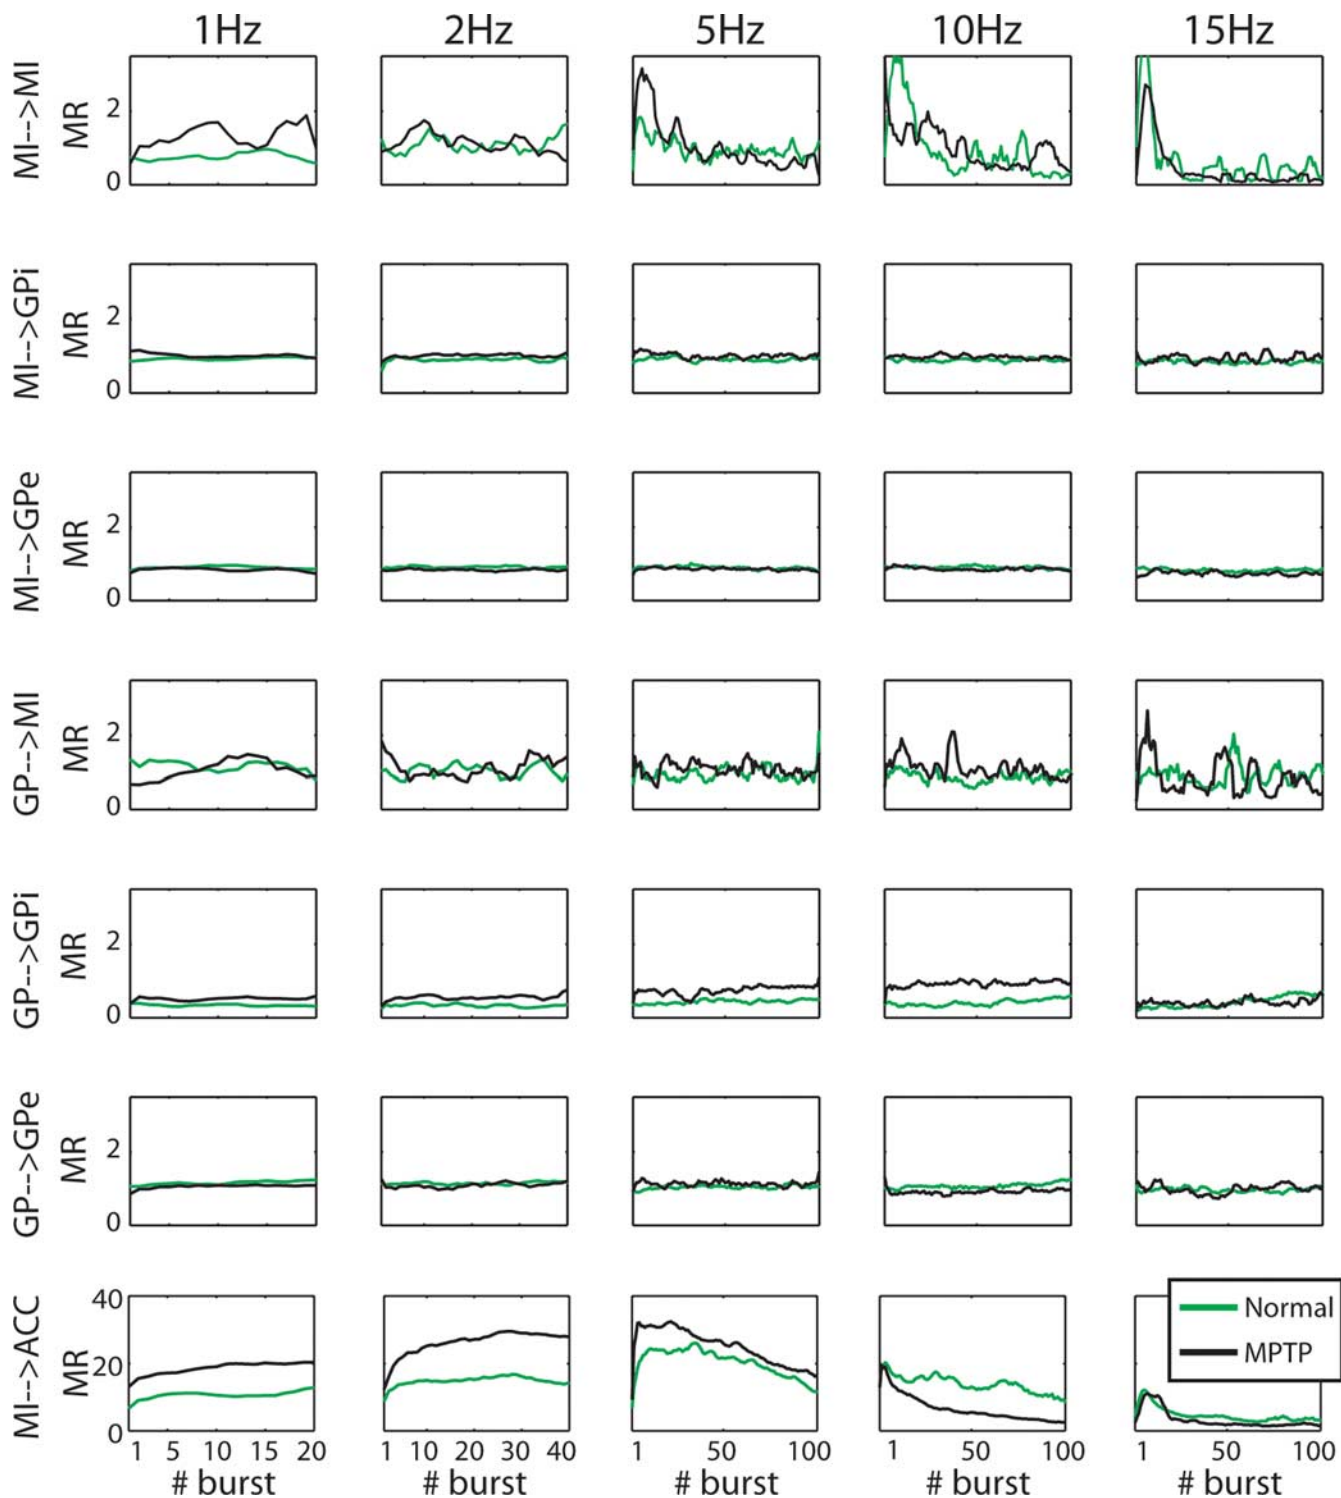 1Hz 2Hz 5Hz 10Hz 15Hz
MI-->MI
MR
2
0
MI-->GPi
MR
2
0
MI-->GPe
MR
2
0
GP-->MI
MR
2
0
GP-->GPi
MR
2
0
GP-->GPe
MR
2
0
MI-->ACC
MR
40
20
0
Normal
MPTP
1 5 10 15 20 1 10 20 30 40 1 50 100 1 50 100 1 50 100
# burst # burst # burst # burst # burst